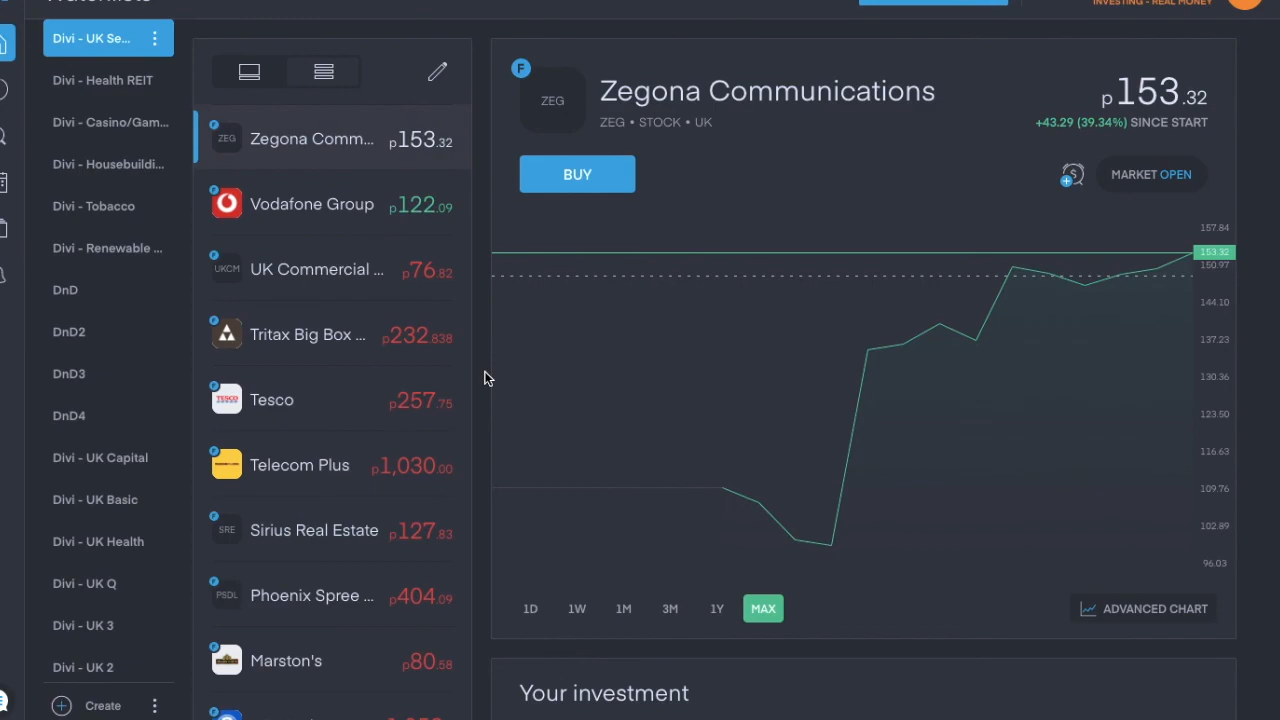 INVESTING - REAL MONEY
Divi - UK Se...
Divi - Health REIT
Divi - Casino/Gam...
Divi - Housebuildi...
Divi - Tobacco
Divi - Renewable ...
DnD
DnD2
DnD3
DnD4
Divi - UK Capital
Divi - UK Basic
Divi - UK Health
Divi - UK Q
Divi - UK 3
Divi - UK 2
Create
F
ZEG
Zegona Comm...
p153.32
F
Vodafone Group
p122.09
F
UKCM
UK Commercial ...
p76.82
F
Tritax Big Box ...
p232.838
F
TESCO
Tesco
p257.75
F
Telecom Plus
p1,030.00
F
SRE
Sirius Real Estate
p127.83
F
PSDL
Phoenix Spree ...
p404.09
F
Marston's
p80.58
F
F
ZEG
Zegona Communications
ZEG • STOCK • UK
p153.32
+43.29 (39.34%) SINCE START
BUY
MARKET OPEN
157.84
153.32
150.97
144.10
137.23
130.36
123.50
116.63
109.76
102.89
96.03
1D
1W
1M
3M
1Y
MAX
ADVANCED CHART
Your investment